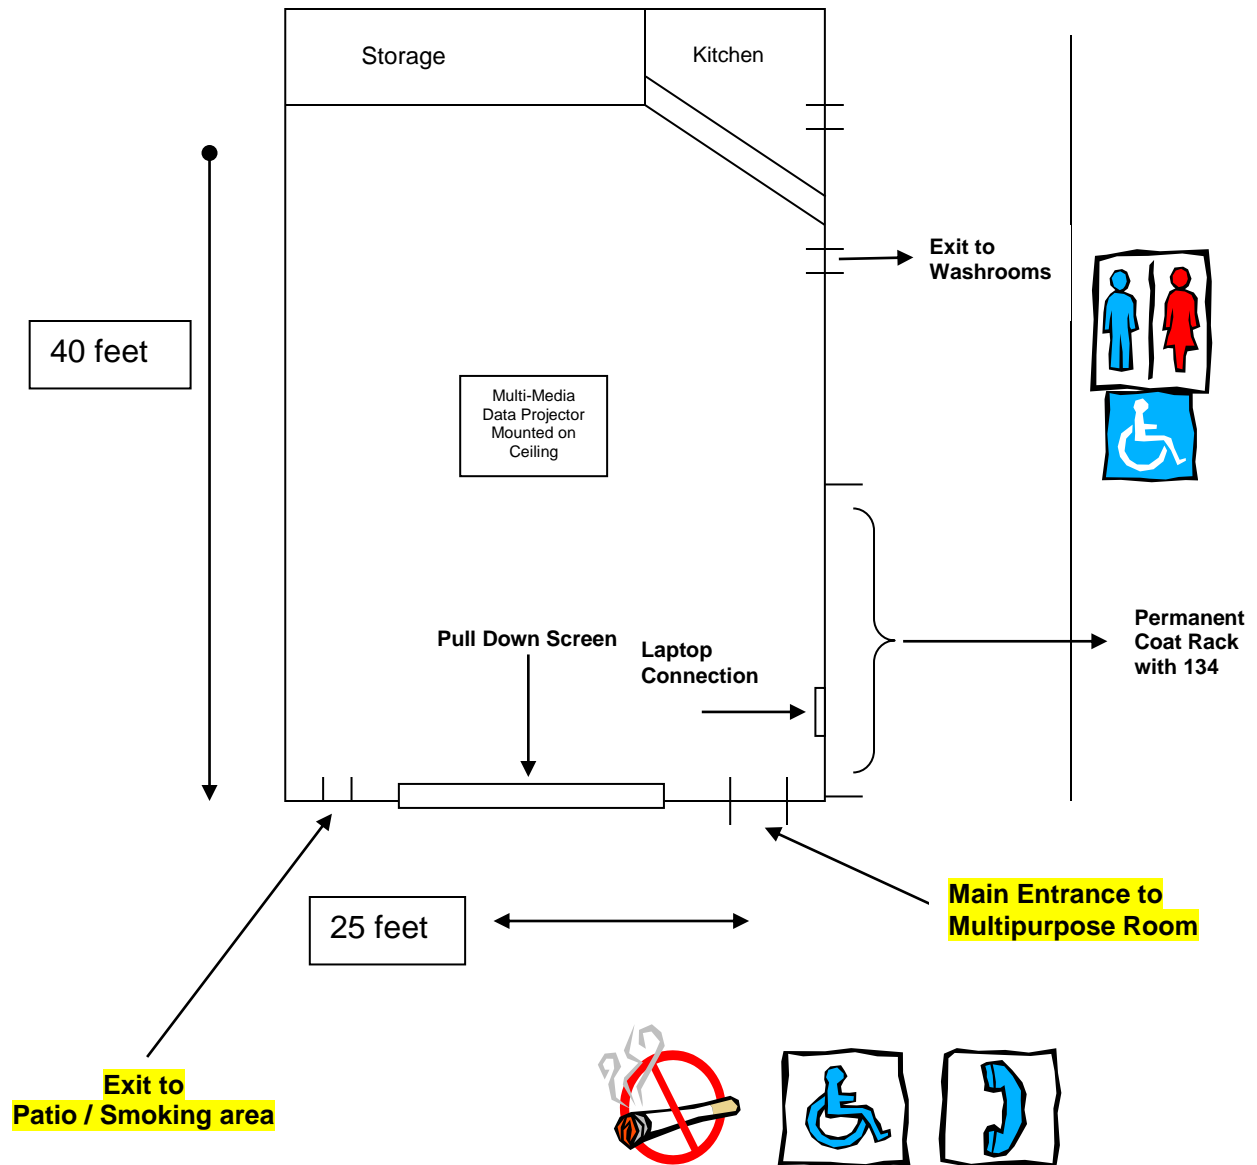 Storage
Kitchen
Exit to
Washrooms
40 feet
Multi-Media
Data Projector
Mounted on
Ceiling
Pull Down Screen
Laptop
Connection
Permanent
Coat Rack
with 134
25 feet
Main Entrance to
Multipurpose Room
Exit to
Patio / Smoking area